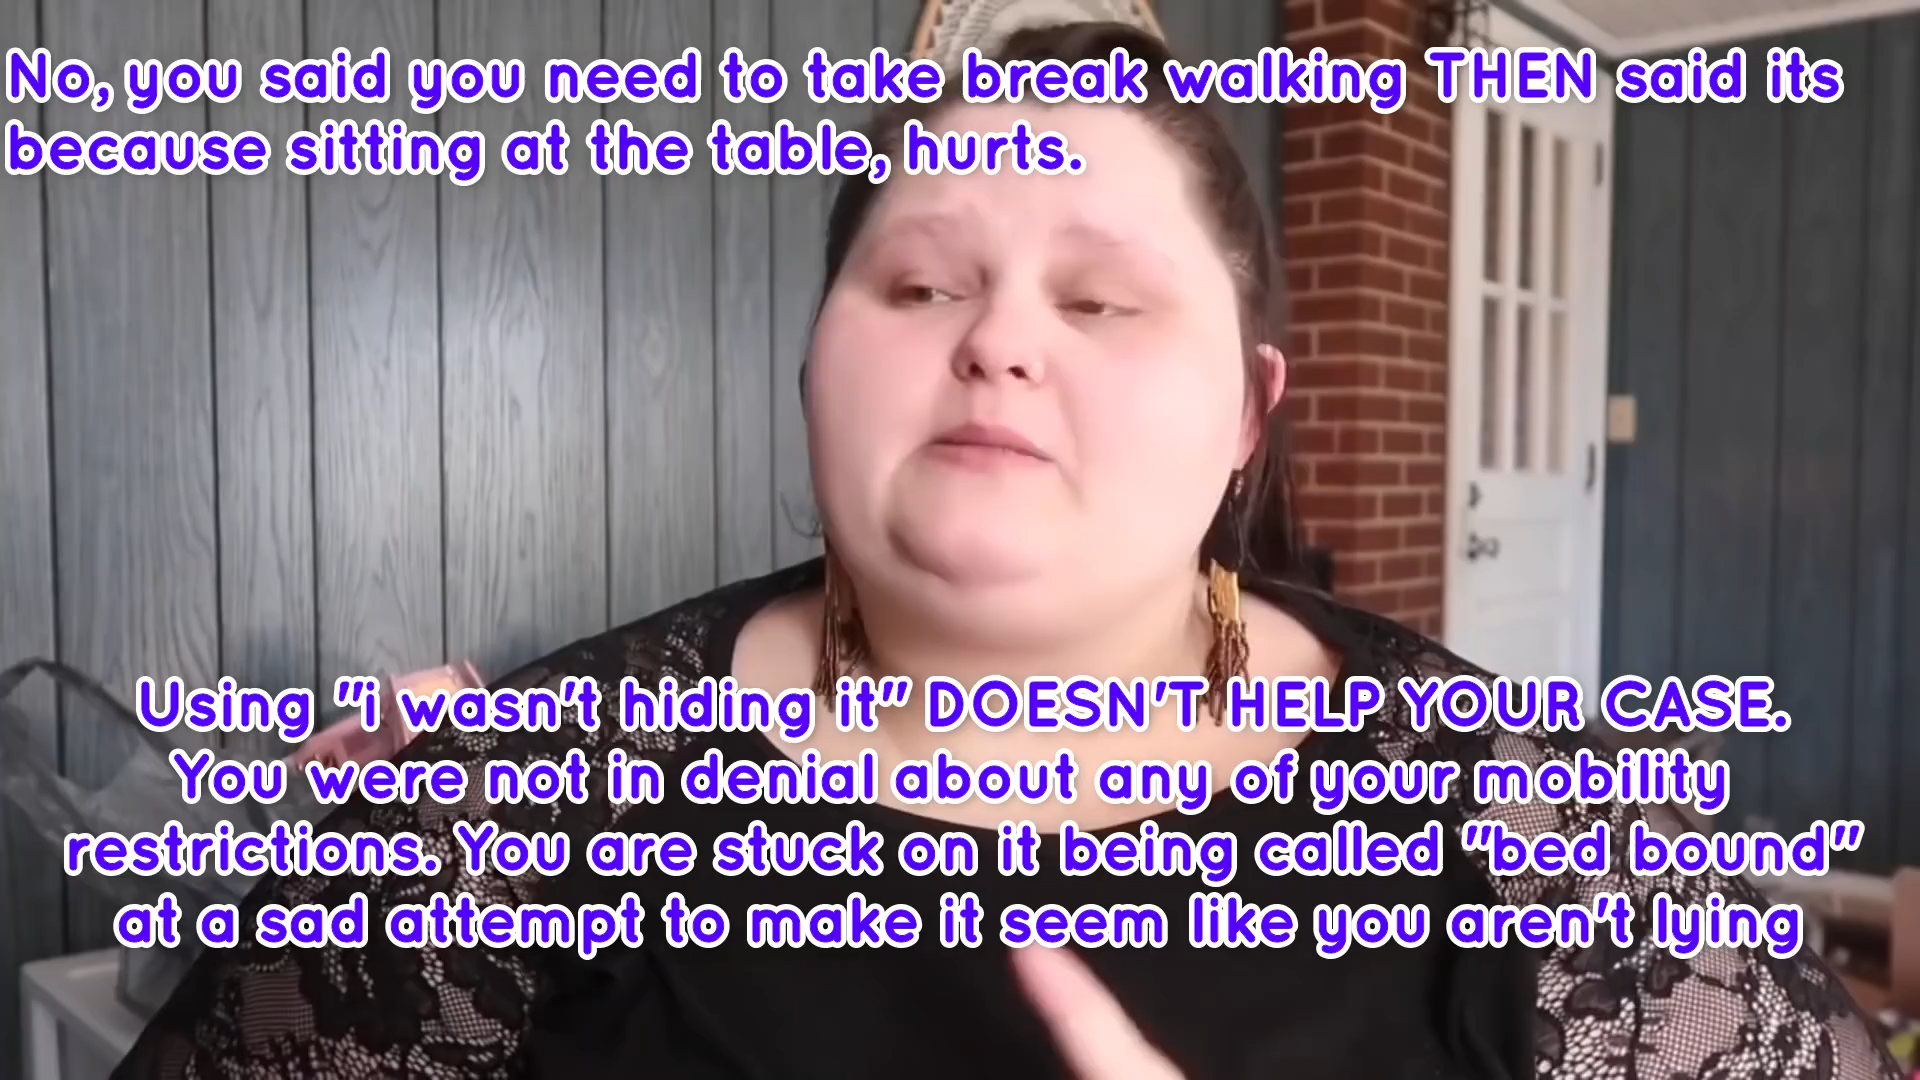 No, you said you need to take break walking THEN said its
because sitting at the table, hurts.
Using "i wasn't hiding it" DOESN'T HELP YOUR CASE.
You were not in denial about any of your mobility
restrictions. You are stuck on it being called "bed bound"
at a sad attempt to make it seem like you aren't lying